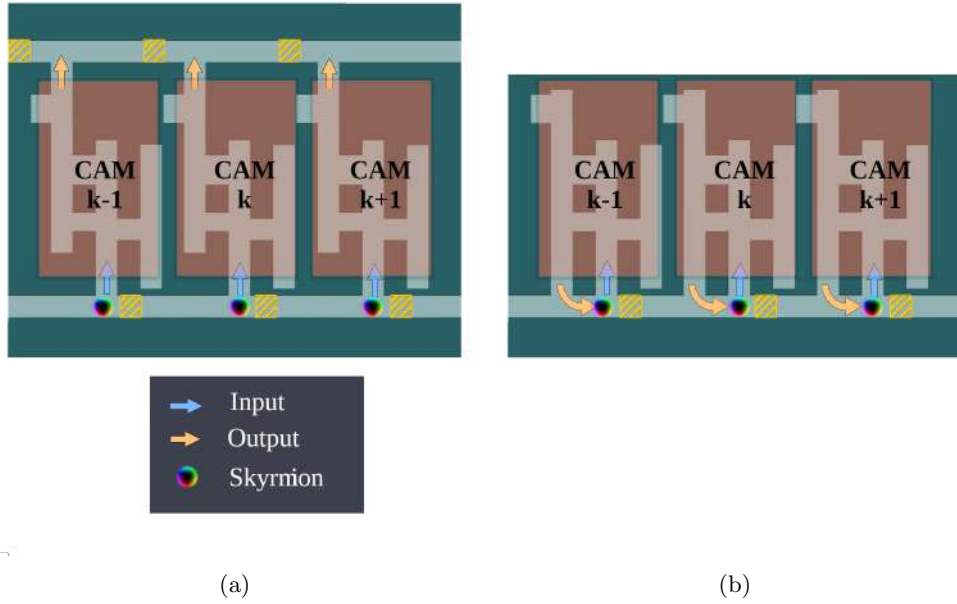 CAM
k-1
CAM
k
CAM
k+1
CAM
k-1
CAM
k
CAM
k+1
Input
Output
Skyrmion
(a)
(b)